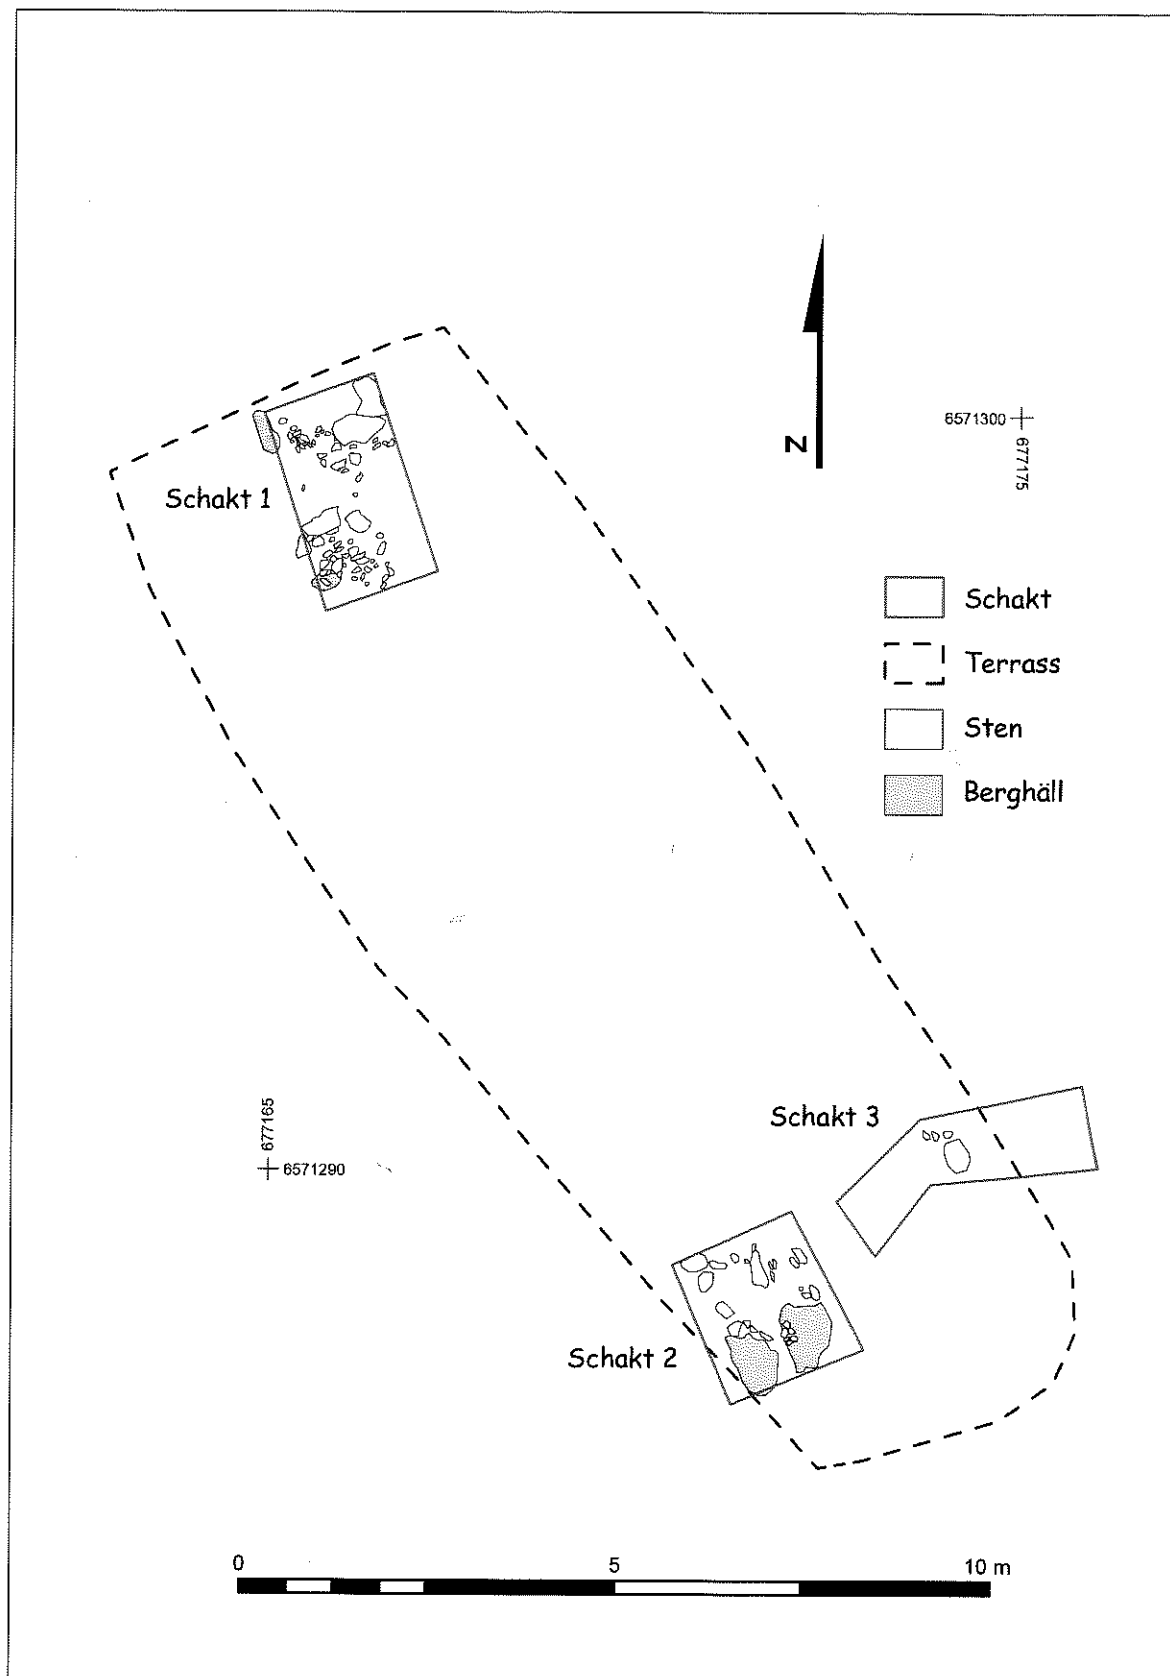 N
6571300
677175
Schakt 1
Schakt
Terrass
Sten
Berghäll
677165
6571290
Schakt 3
Schakt 2
0 5 10 m